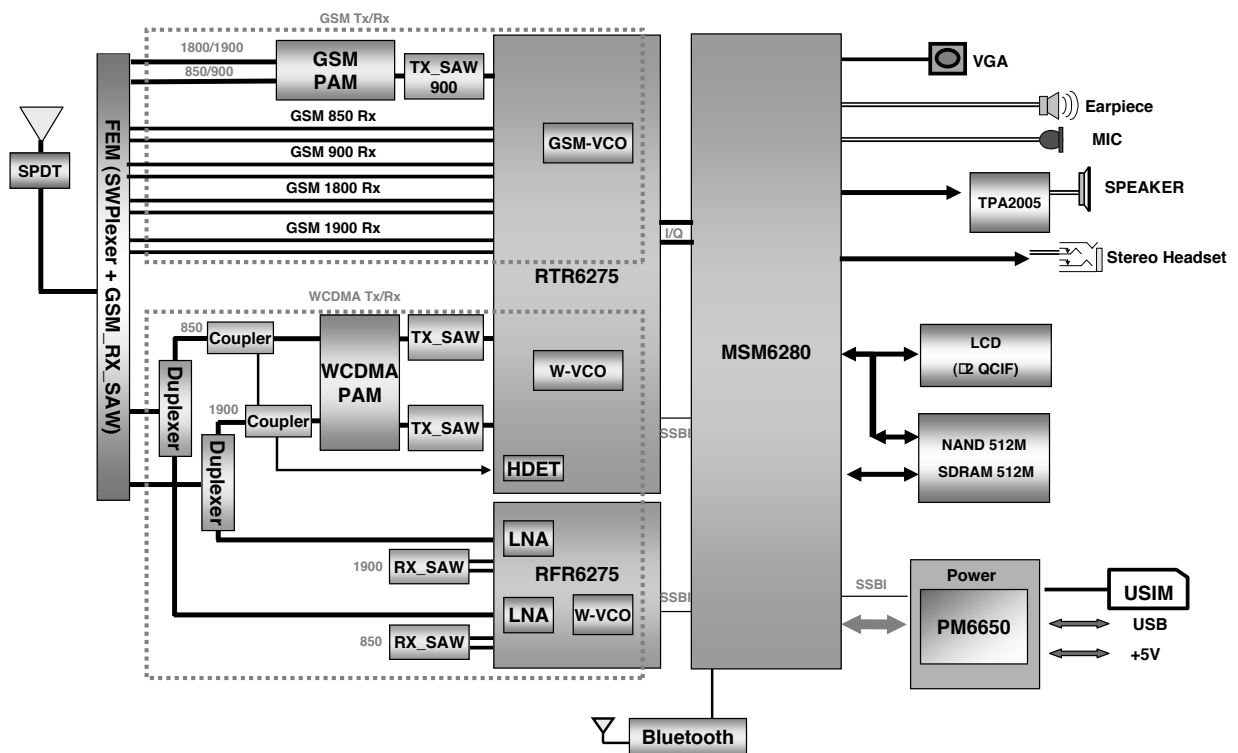 GSM Tx/Rx
1800/1900
850/900
GSM
PAM
TX_SAW
900
GSM 850 Rx
GSM 900 Rx
GSM 1800 Rx
GSM 1900 Rx
GSM-VCO
SPDT
FEM (SWPlexer + GSM_RX_SAW)
I/Q
RTR6275
WCDMA Tx/Rx
850
Coupler
TX_SAW
WCDMA
PAM
W-VCO
Duplexer
1900
Coupler
TX_SAW
Duplexer
SSBI
HDET
LNA
1900
RX_SAW
RFR6275
SSBI
LNA
W-VCO
850
RX_SAW
MSM6280
VGA
Earpiece
MIC
SPEAKER
TPA2005
Stereo Headset
LCD
(2 QCIF)
NAND 512M
SDRAM 512M
SSBI
Power
PM6650
USIM
USB
+5V
Bluetooth